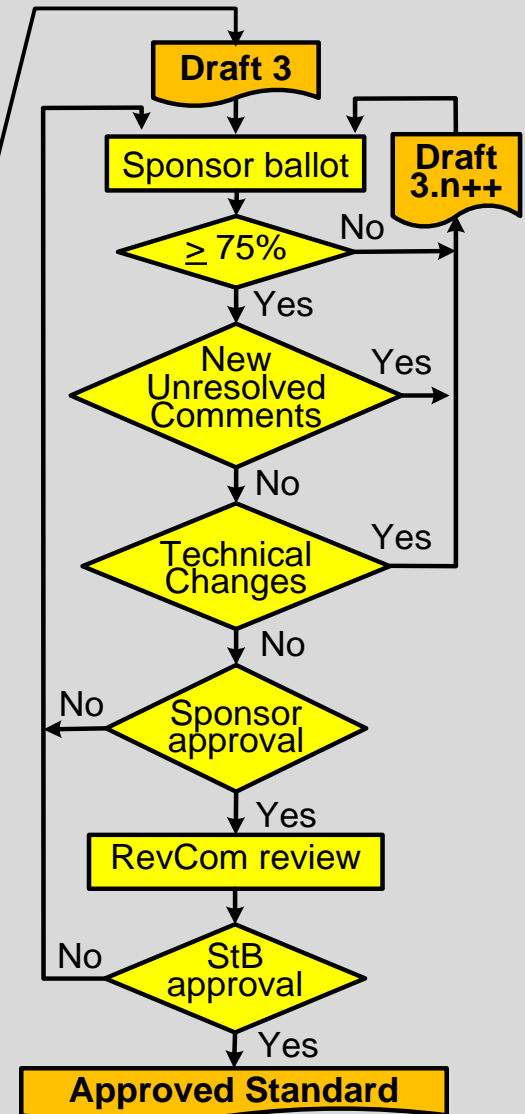 Draft 3
Sponsor ballot
Draft
3.n++
≥ 75%
No
Yes
New
Unresolved
Comments
Yes
No
Technical
Changes
Yes
No
Sponsor
approval
No
Yes
RevCom review
StB
approval
No
Yes
Approved Standard